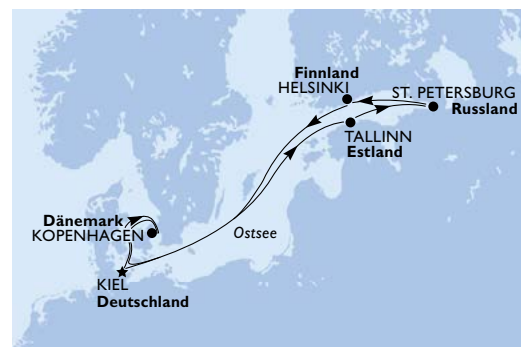 Finnland
HELSINKI
ST. PETERSBURG
Russland
TALLINN
Estland
Dänemark
KOPENHAGEN
Ostsee
KIEL
Deutschland